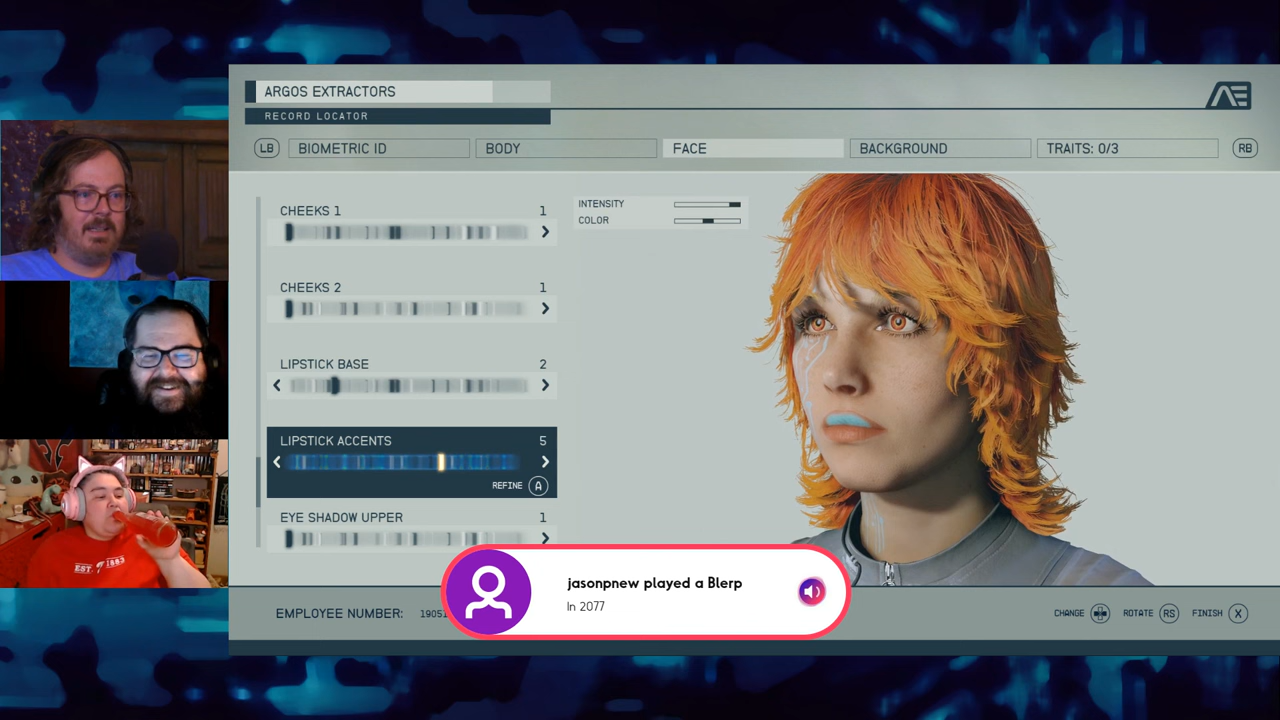 ARGOS EXTRACTORS
RECORD LOCATOR
LB BIOMETRIC ID BODY FACE BACKGROUND TRAITS: 0/3 RB
CHEEKS 1 1
INTENSITY
COLOR
CHEEKS 2 1
LIPSTICK BASE 2
LIPSTICK ACCENTS 5
REFINE A
EYE SHADOW UPPER 1
EST. 1883
jasonpnew played a Blerp
In 2077
EMPLOYEE NUMBER: 19051
CHANGE ROTATE RS FINISH X